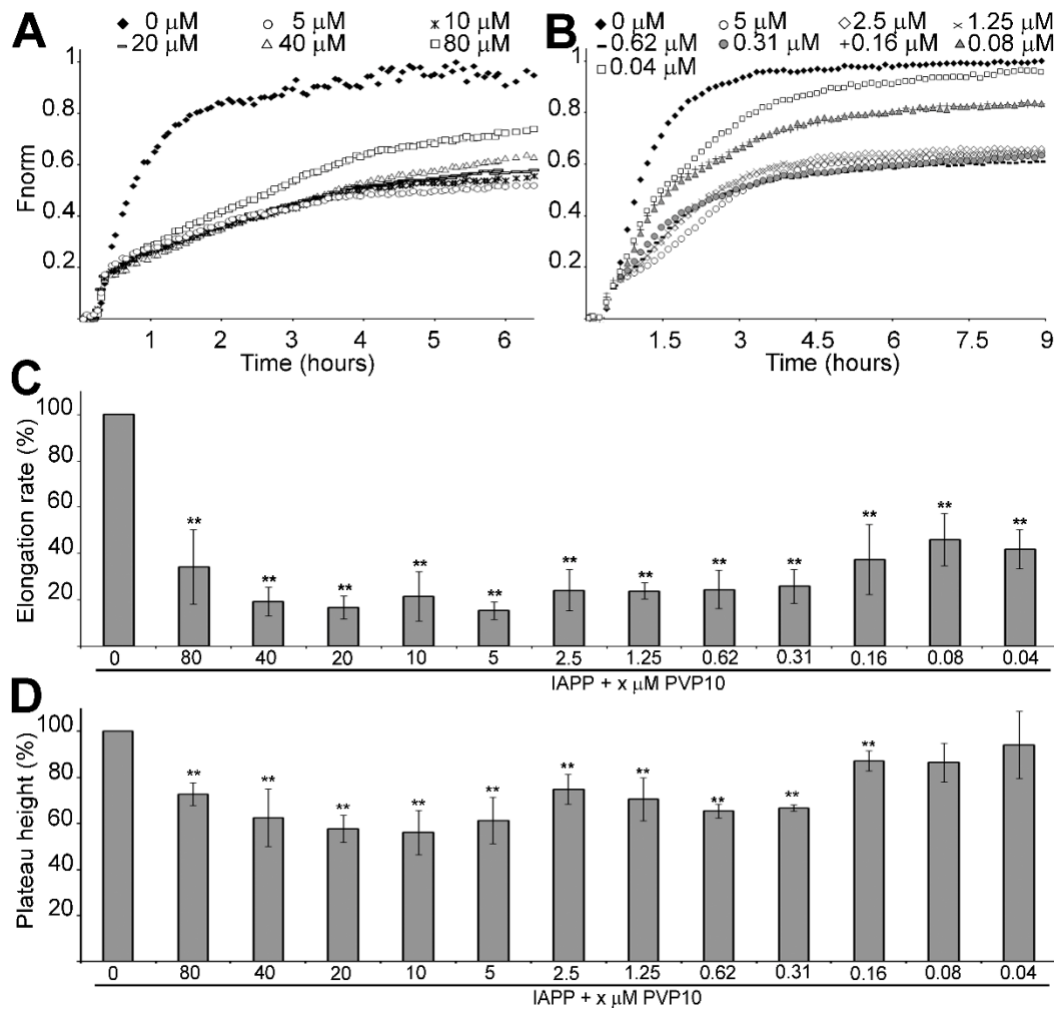 A
◆ 0 µM ○ 5 µM ✳ 10 µM
– 20 µM △ 40 µM □ 80 µM
Fnorm
1
0.8
0.6
0.4
0.2
1 2 3 4 5 6
Time (hours)
B
◆ 0 µM ○ 5 µM ◇ 2.5 µM × 1.25 µM
- 0.62 µM ● 0.31 µM + 0.16 µM ▲ 0.08 µM
□ 0.04 µM
1
0.8
0.6
0.4
0.2
1.5 3 4.5 6 7.5 9
Time (hours)
C
Elongation rate (%)
100
80
60
40
20
** ** ** ** ** ** ** ** ** ** ** **
0 80 40 20 10 5 2.5 1.25 0.62 0.31 0.16 0.08 0.04
IAPP + x µM PVP10
D
Plateau height (%)
100
80
60
40
20
** ** ** ** ** ** ** ** ** **
0 80 40 20 10 5 2.5 1.25 0.62 0.31 0.16 0.08 0.04
IAPP + x µM PVP10